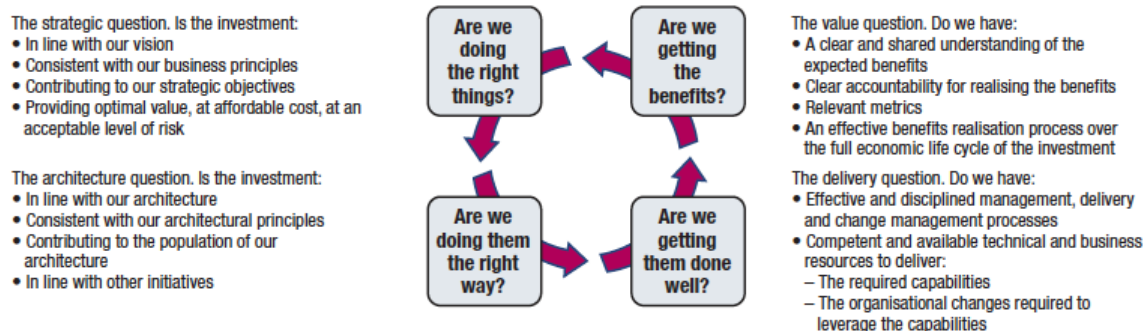 The strategic question. Is the investment:
• In line with our vision
• Consistent with our business principles
• Contributing to our strategic objectives
• Providing optimal value, at affordable cost, at an
acceptable level of risk
Are we
doing
the right
things?
Are we
getting
the
benefits?
The value question. Do we have:
• A clear and shared understanding of the
expected benefits
• Clear accountability for realising the benefits
• Relevant metrics
• An effective benefits realisation process over
the full economic life cycle of the investment
The architecture question. Is the investment:
• In line with our architecture
• Consistent with our architectural principles
• Contributing to the population of our
architecture
• In line with other initiatives
Are we
doing them
the right
way?
Are we
getting
them done
well?
The delivery question. Do we have:
• Effective and disciplined management, delivery
and change management processes
• Competent and available technical and business
resources to deliver:
– The required capabilities
– The organisational changes required to
leverage the capabilities